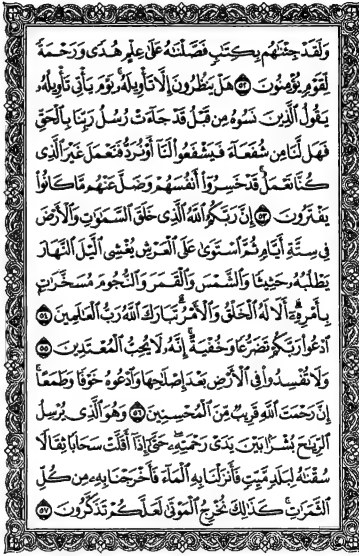 وَلَقَدْ جِئْنَٰهُم بِكِتَٰبٍ فَصَّلْنَٰهُ عَلَىٰ عِلْمٍ هُدًى وَرَحْمَةً
لِّقَوْمٍ يُؤْمِنُونَ ٥٢ هَلْ يَنظُرُونَ إِلَّا تَأْوِيلَهُۥ يَوْمَ يَأْتِى تَأْوِيلُهُۥ
يَقُولُ ٱلَّذِينَ نَسُوهُ مِن قَبْلُ قَدْ جَآءَتْ رُسُلُ رَبِّنَا بِٱلْحَقِّ
فَهَل لَّنَا مِن شُفَعَآءَ فَيَشْفَعُوا۟ لَنَآ أَوْ نُرَدُّ فَنَعْمَلَ غَيْرَ ٱلَّذِى
كُنَّا نَعْمَلُ قَدْ خَسِرُوٓا۟ أَنفُسَهُمْ وَضَلَّ عَنْهُم مَّا كَانُوا۟
يَفْتَرُونَ ٥٣ إِنَّ رَبَّكُمُ ٱللَّهُ ٱلَّذِى خَلَقَ ٱلسَّمَٰوَٰتِ وَٱلْأَرْضَ
فِى سِتَّةِ أَيَّامٍ ثُمَّ ٱسْتَوَىٰ عَلَى ٱلْعَرْشِ يُغْشِى ٱلَّيْلَ ٱلنَّهَارَ
يَطْلُبُهُۥ حَثِيثًا وَٱلشَّمْسَ وَٱلْقَمَرَ وَٱلنُّجُومَ مُسَخَّرَٰتٍۭ
بِأَمْرِهِۦٓ أَلَا لَهُ ٱلْخَلْقُ وَٱلْأَمْرُ تَبَارَكَ ٱللَّهُ رَبُّ ٱلْعَٰلَمِينَ ٥٤
ٱدْعُوا۟ رَبَّكُمْ تَضَرُّعًا وَخُفْيَةً إِنَّهُۥ لَا يُحِبُّ ٱلْمُعْتَدِينَ ٥٥
وَلَا تُفْسِدُوا۟ فِى ٱلْأَرْضِ بَعْدَ إِصْلَٰحِهَا وَٱدْعُوهُ خَوْفًا وَطَمَعًا
إِنَّ رَحْمَتَ ٱللَّهِ قَرِيبٌ مِّنَ ٱلْمُحْسِنِينَ ٥٦ وَهُوَ ٱلَّذِى يُرْسِلُ
ٱلرِّيَٰحَ بُشْرًۢا بَيْنَ يَدَىْ رَحْمَتِهِۦ حَتَّىٰٓ إِذَآ أَقَلَّتْ سَحَابًا ثِقَالًا
سُقْنَٰهُ لِبَلَدٍ مَّيِّتٍ فَأَنزَلْنَا بِهِ ٱلْمَآءَ فَأَخْرَجْنَا بِهِۦ مِن كُلِّ
ٱلثَّمَرَٰتِ كَذَٰلِكَ نُخْرِجُ ٱلْمَوْتَىٰ لَعَلَّكُمْ تَذَكَّرُونَ ٥٧